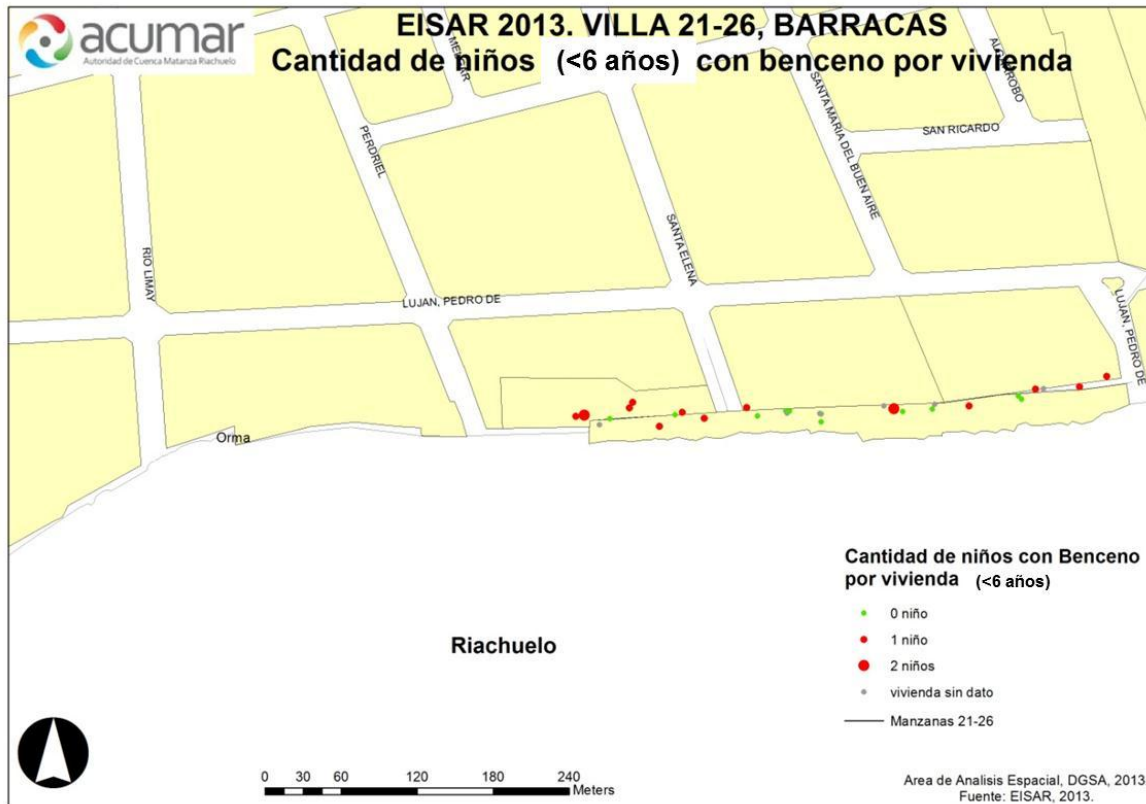 acumar
Autoridad de Cuenca Matanza Riachuelo
EISAR 2013. VILLA 21-26, BARRACAS
Cantidad de niños (<6 años) con benceno por vivienda
PERDRIEL
SANTA MARIA DEL BUEN AIRE
SAN RICARDO
RIO LIMAY
SANTA ELENA
LUJAN, PEDRO DE
LUJAN, PEDRO DE
Orma
Riachuelo
Cantidad de niños con Benceno
por vivienda (<6 años)
0 niño
1 niño
2 niños
vivienda sin dato
Manzanas 21-26
0 30 60 120 180 240
Meters
Area de Analisis Espacial, DGSA, 2013
Fuente: EISAR, 2013.